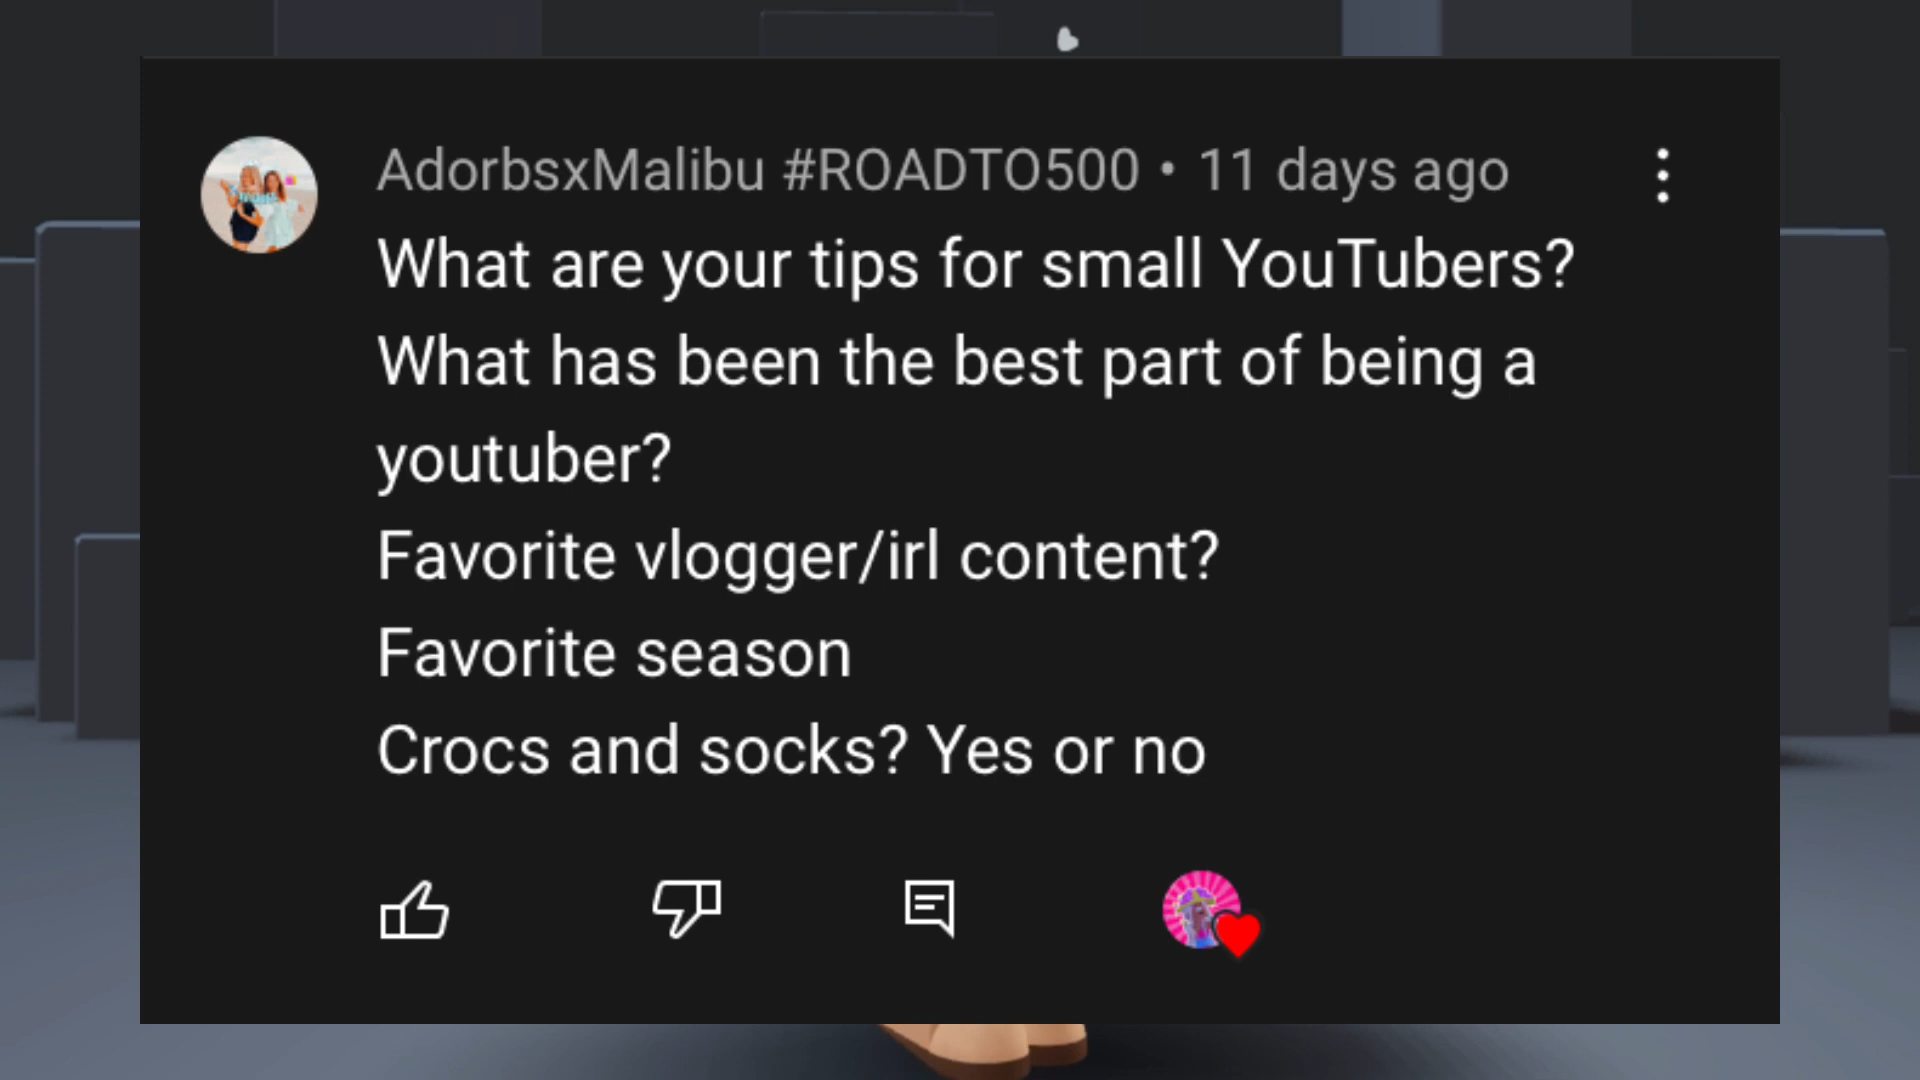 AdorbsxMalibu #ROADTO500 • 11 days ago
What are your tips for small YouTubers?
What has been the best part of being a
youtuber?
Favorite vlogger/irl content?
Favorite season
Crocs and socks? Yes or no